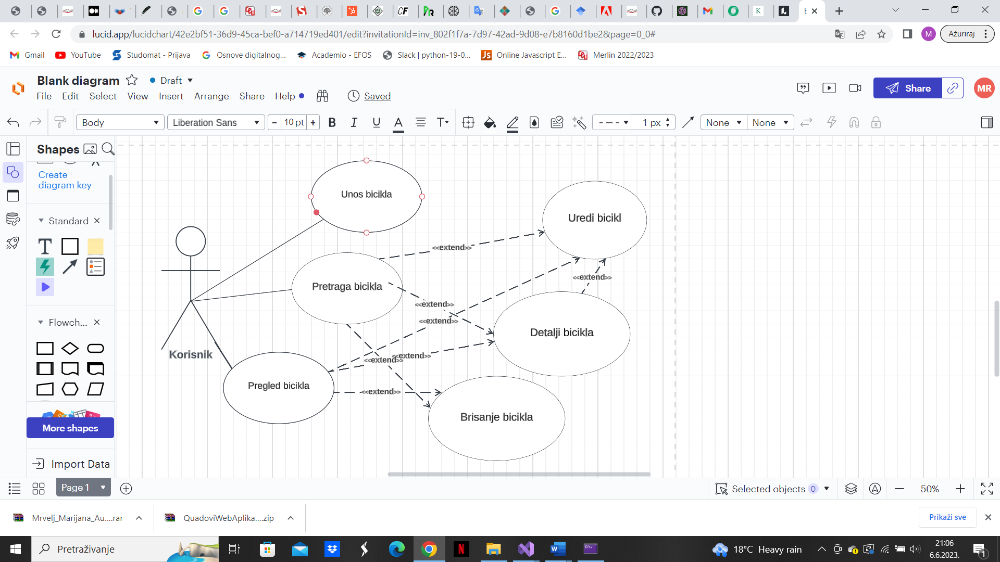 E
lucid.app/lucidchart/42e2bf51-36d9-45ca-bef0-a714719ed401/edit?invitationId=inv_802f1f7a-7d97-42ad-9d08-e7b8160d1be2&page=0_0#
M
Ažuriraj
Gmail
YouTube
Studomat - Prijava
Osnove digitalnog...
Academio - EFOS
Slack | python-19-0...
Online Javascript E...
Merlin 2022/2023
Blank diagram
Draft
File Edit Select View Insert Arrange Share Help
Saved
Share
MR
Body
Liberation Sans
- 10 pt +
B I U A T
1 px
None
None
Shapes
Create
diagram key
Standard
T
Flowch...
More shapes
Import Data
Unos bicikla
Uredi bicikl
<<extend>>
Pretraga bicikla
<<extend>>
<<extend>>
<<extend>>
Detalji bicikla
Korisnik
<<extend>>
<<extend>>
Pregled bicikla
<<extend>>
Brisanje bicikla
Page 1
Selected objects 0
50%
Mrvelj_Marijana_Au....rar
QuadoviWebAplika....zip
Prikaži sve
Pretraživanje
18°C Heavy rain
21:06
6.6.2023.
1